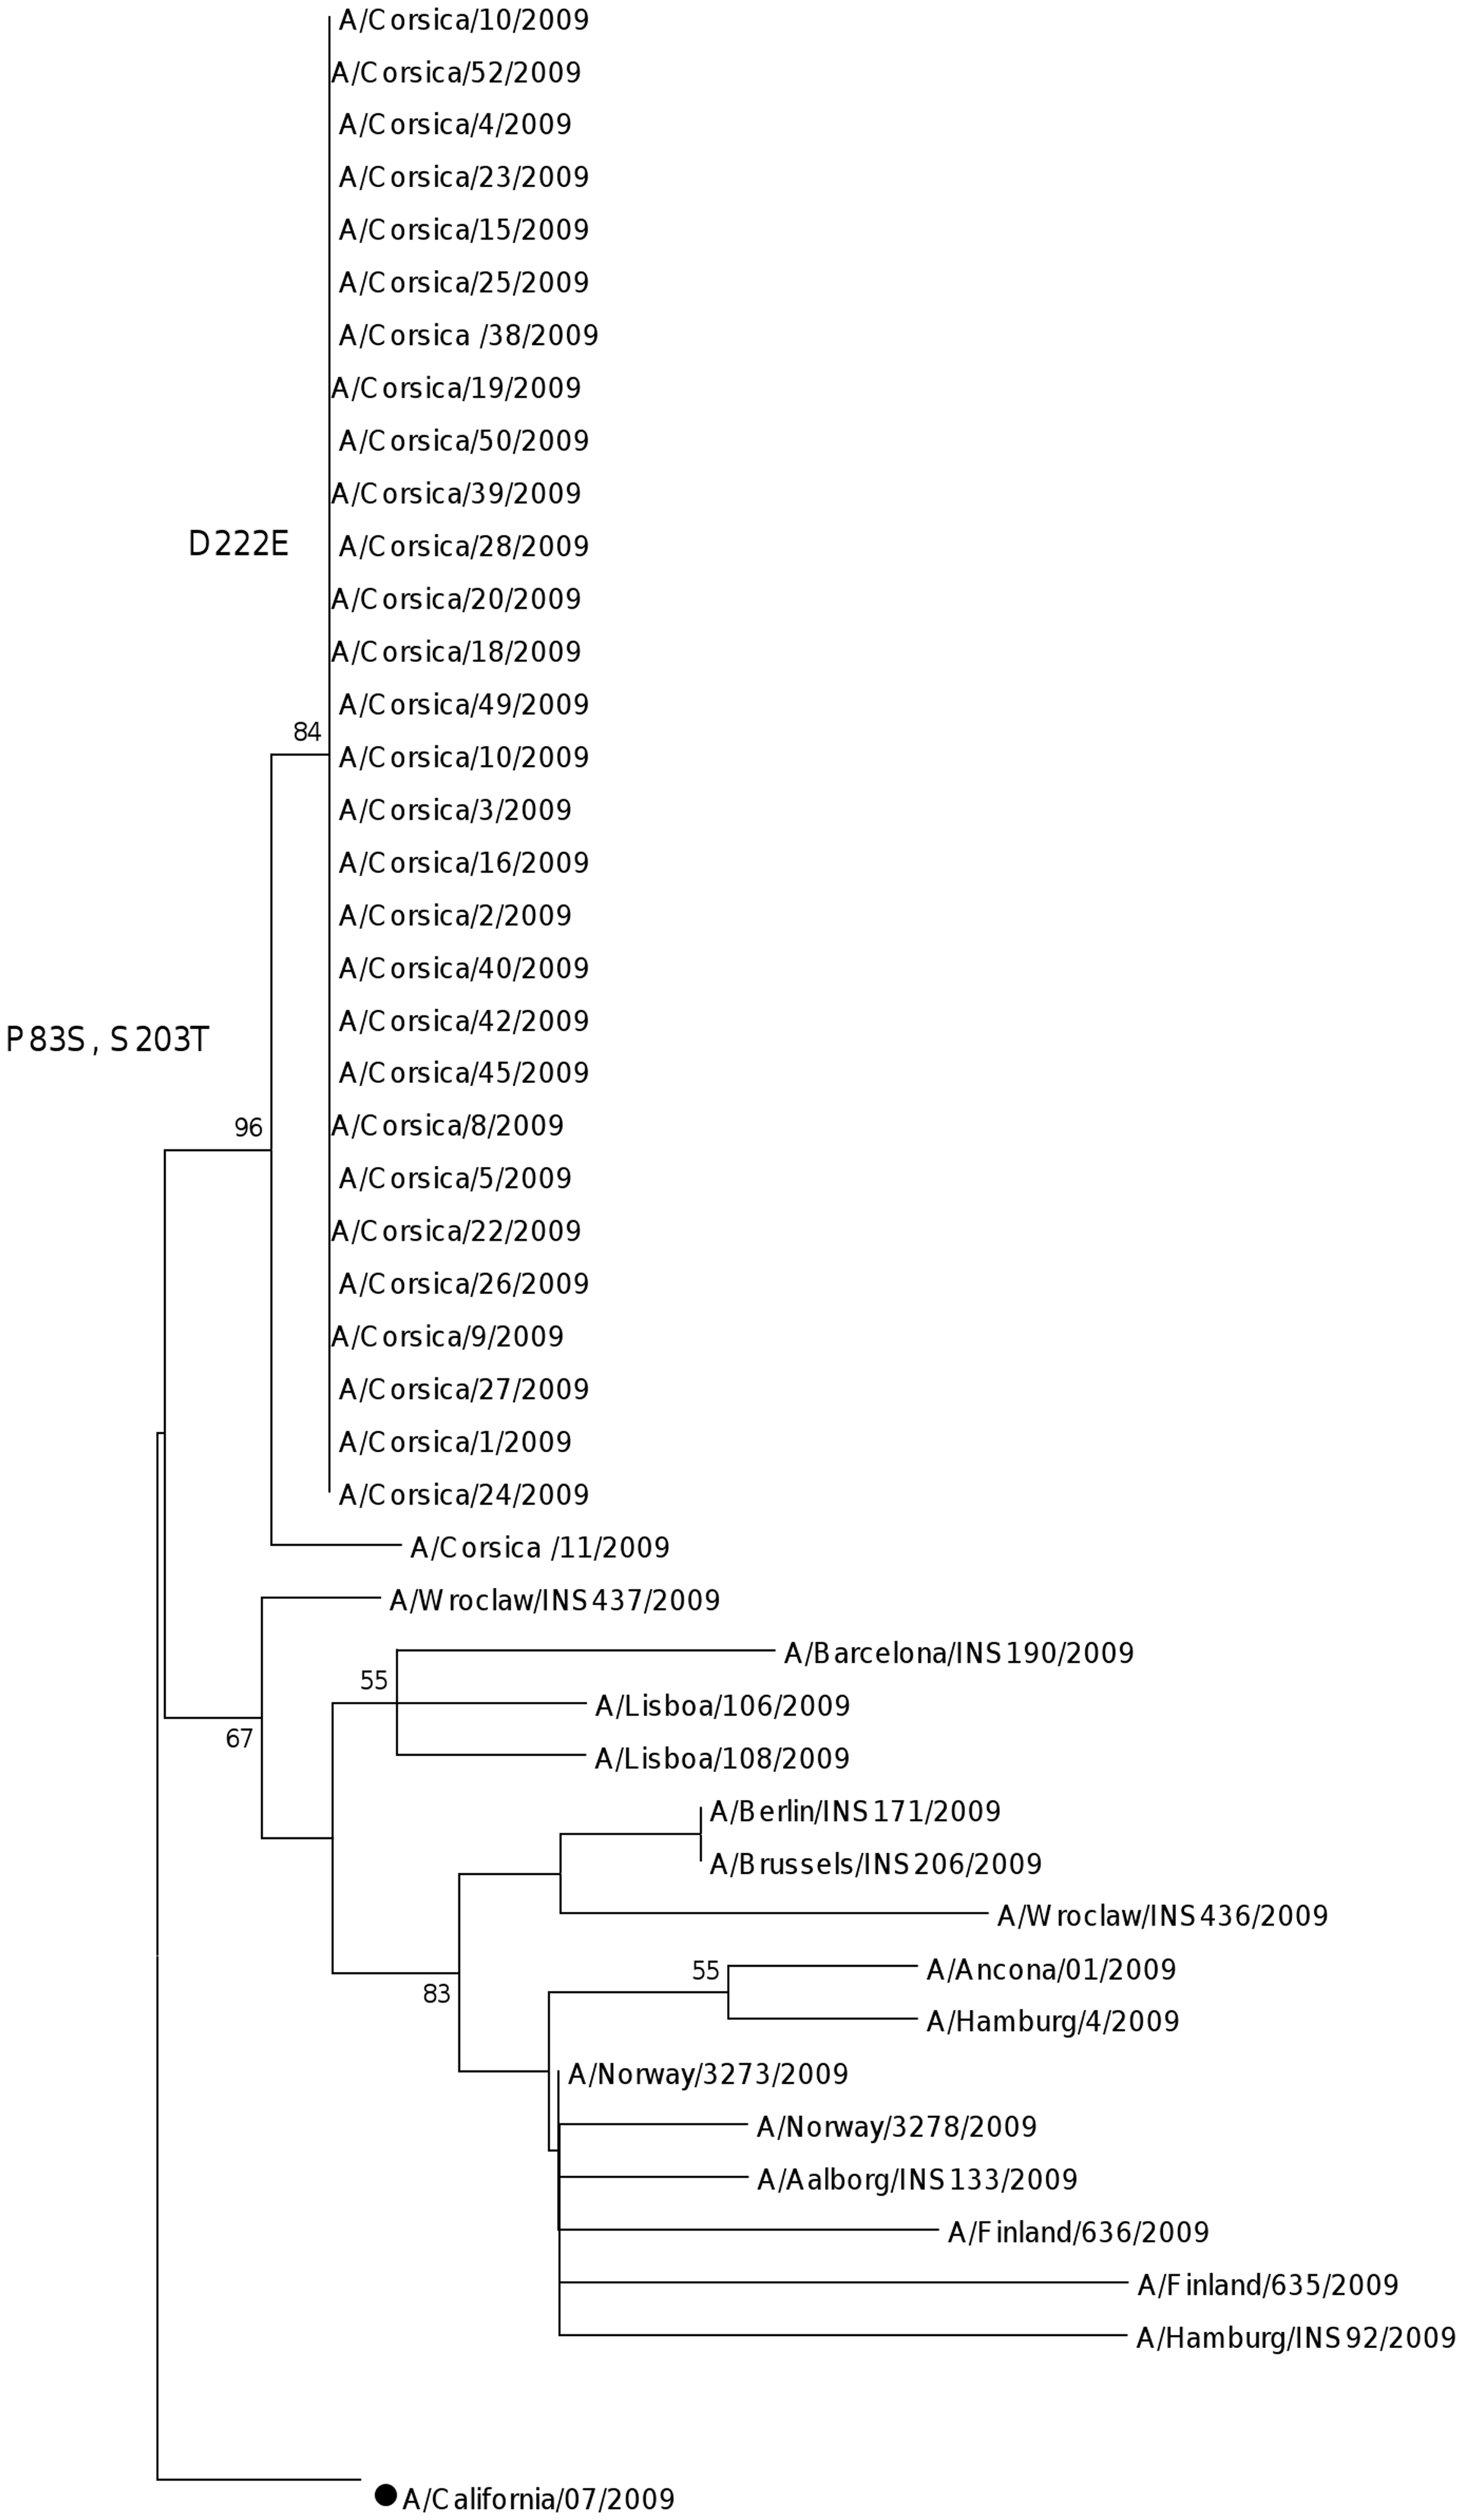 A/Corsica/10/2009
A/Corsica/52/2009
A/Corsica/4/2009
A/Corsica/23/2009
A/Corsica/15/2009
A/Corsica/25/2009
A/Corsica /38/2009
A/Corsica/19/2009
A/Corsica/50/2009
A/Corsica/39/2009
D222E
A/Corsica/28/2009
A/Corsica/20/2009
A/Corsica/18/2009
A/Corsica/49/2009
84
A/Corsica/10/2009
A/Corsica/3/2009
A/Corsica/16/2009
A/Corsica/2/2009
A/Corsica/40/2009
A/Corsica/42/2009
P83S, S203T
A/Corsica/45/2009
A/Corsica/8/2009
96
A/Corsica/5/2009
A/Corsica/22/2009
A/Corsica/26/2009
A/Corsica/9/2009
A/Corsica/27/2009
A/Corsica/1/2009
A/Corsica/24/2009
A/Corsica /11/2009
A/Wroclaw/INS437/2009
A/Barcelona/INS190/2009
55
A/Lisboa/106/2009
67
A/Lisboa/108/2009
A/Berlin/INS171/2009
A/Brussels/INS206/2009
A/Wroclaw/INS436/2009
55
A/Ancona/01/2009
83
A/Hamburg/4/2009
A/Norway/3273/2009
A/Norway/3278/2009
A/Aalborg/INS133/2009
A/Finland/636/2009
A/Finland/635/2009
A/Hamburg/INS92/2009
A/California/07/2009